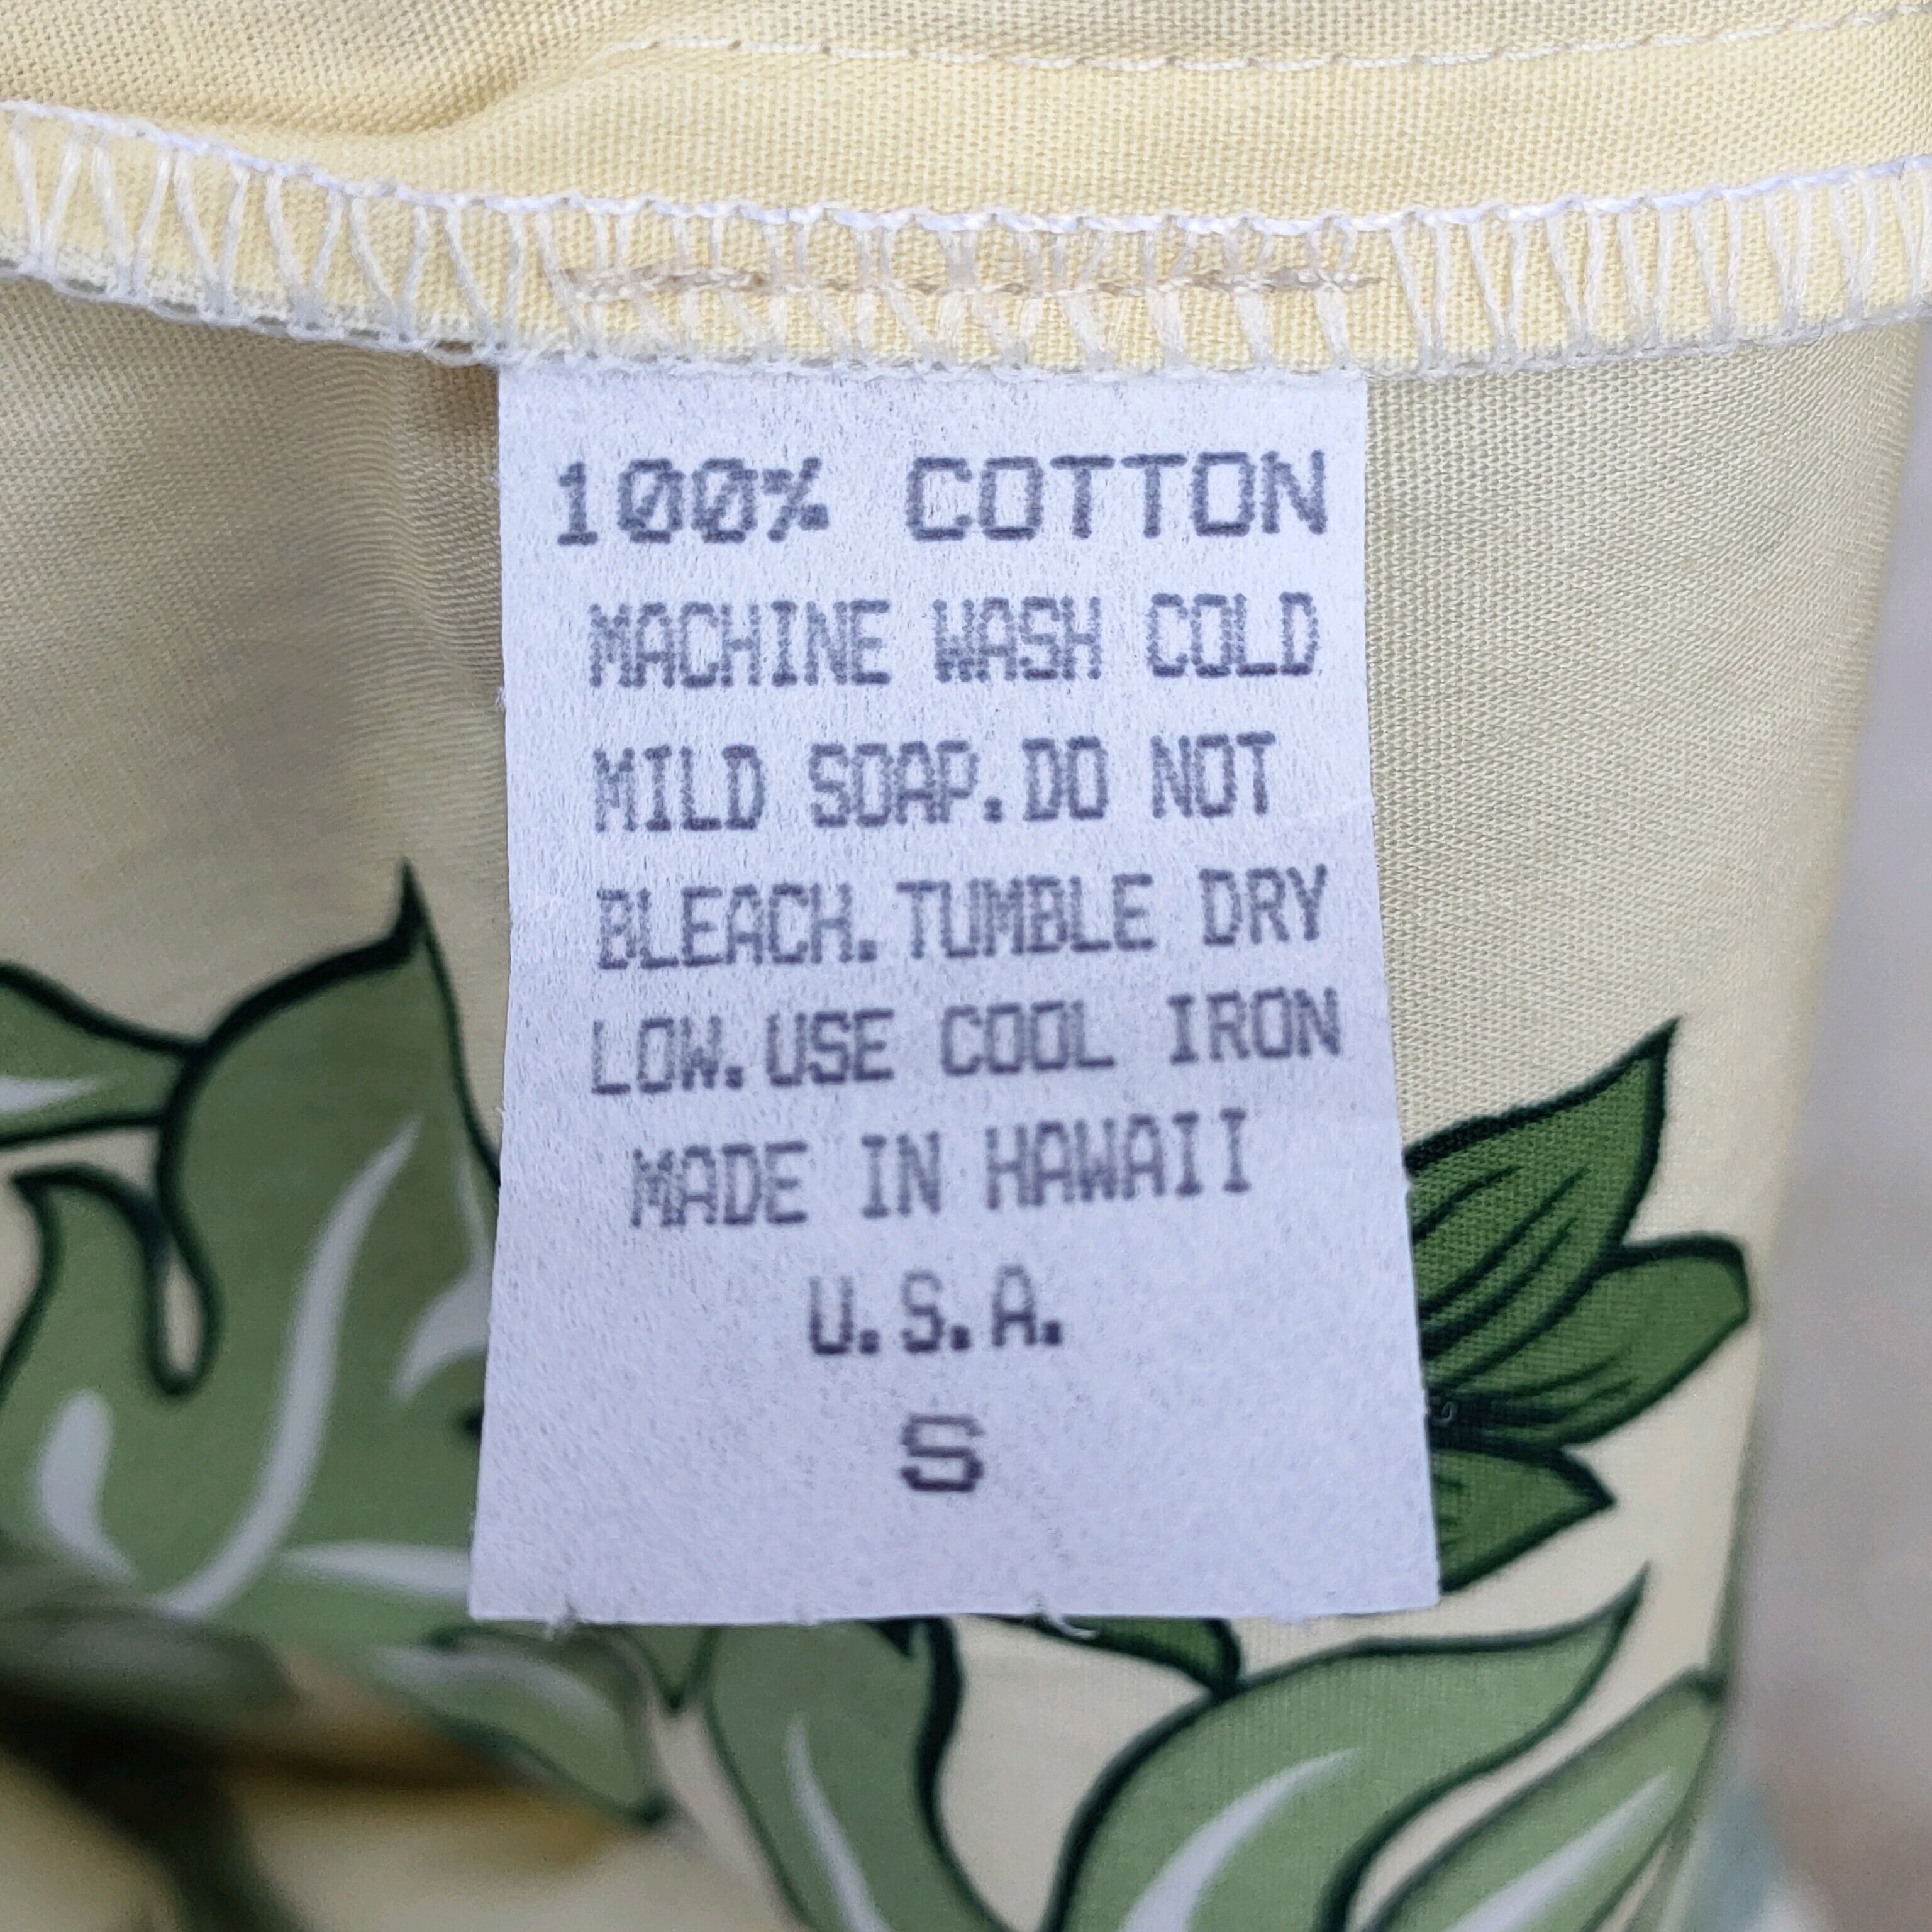 100% COTTON
MACHINE WASH COLD
MILD SOAP.DO NOT
BLEACH.TUMBLE DRY
LOW.USE COOL IRON
MADE IN HAWAII
U.S.A.
S